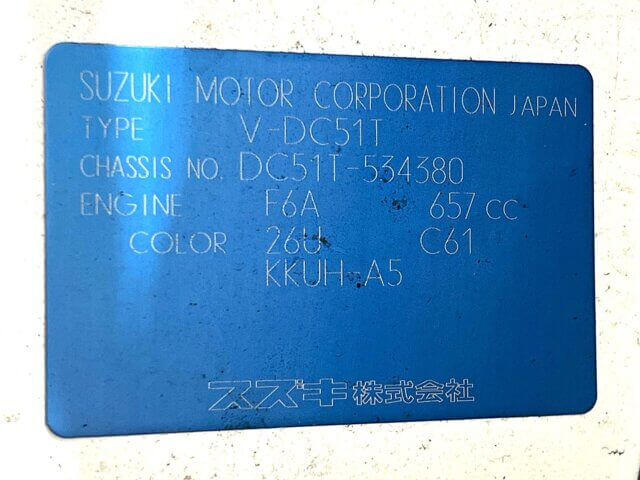 SUZUKI MOTOR CORPORATION JAPAN
TYPE V-DC51T
CHASSIS NO. DC51T-534380
ENGINE F6A 657 cc
COLOR 26U C61
KKUH-A5
スズキ株式会社